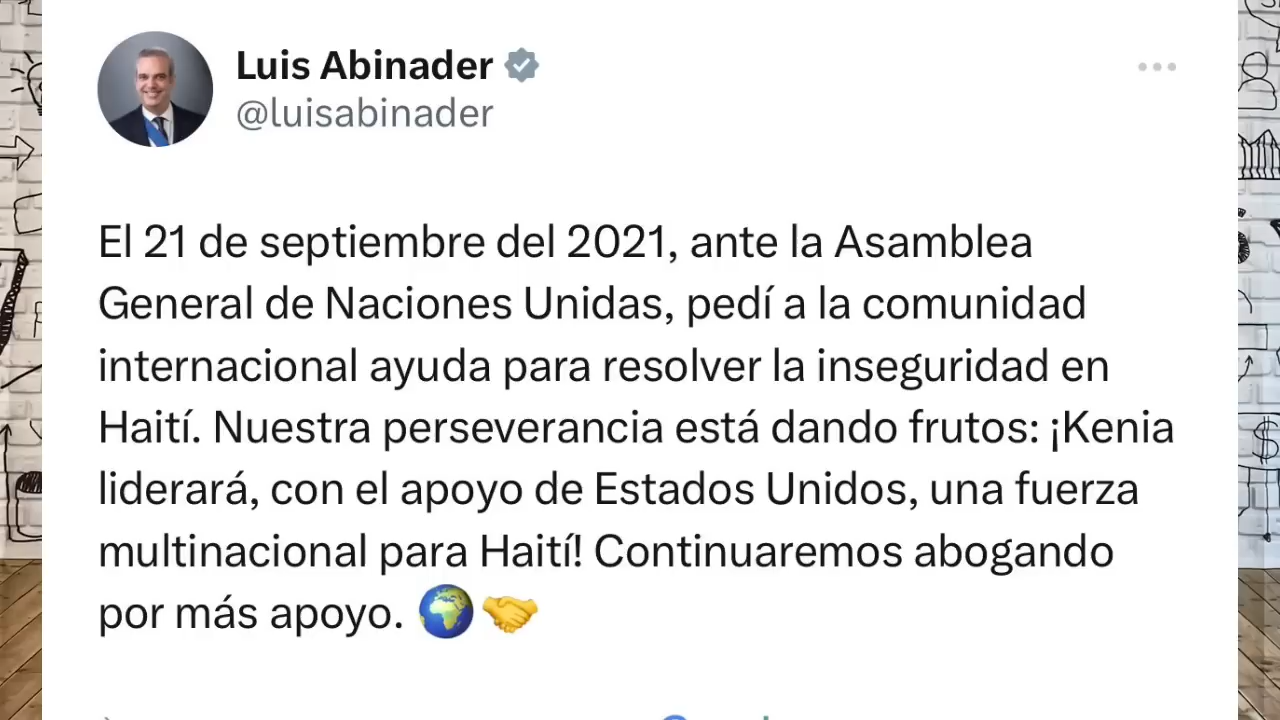 Luis Abinader
@luisabinader
El 21 de septiembre del 2021, ante la Asamblea
General de Naciones Unidas, pedí a la comunidad
internacional ayuda para resolver la inseguridad en
Haití. Nuestra perseverancia está dando frutos: ¡Kenia
liderará, con el apoyo de Estados Unidos, una fuerza
multinacional para Haití! Continuaremos abogando
por más apoyo. 🌍🤝